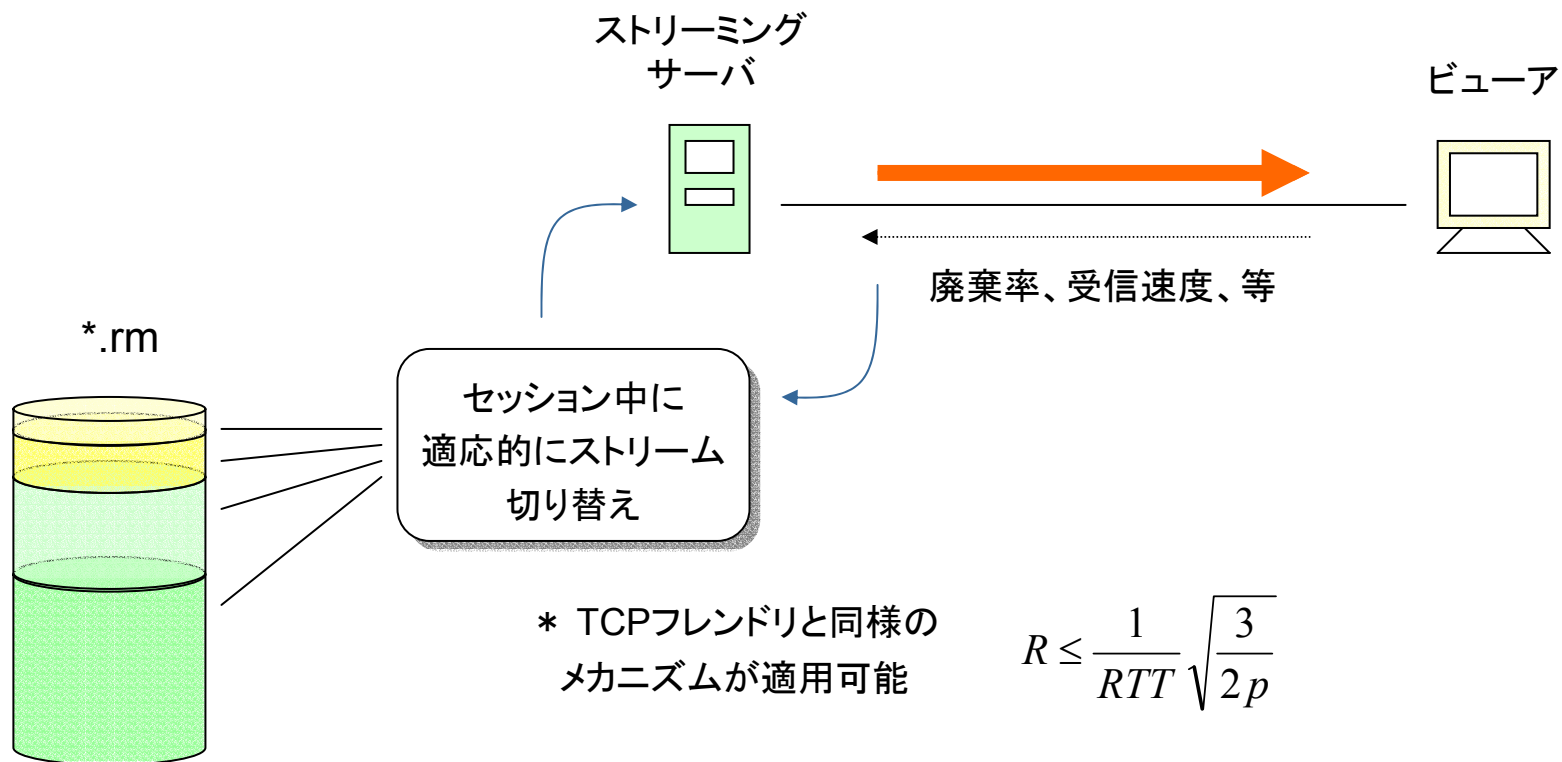 ストリーミング
サーバ
ビューア
廃棄率、受信速度、等
*.rm
セッション中に
適応的にストリーム
切り替え
* TCPフレンドリと同様の
メカニズムが適用可能
R ≤ \frac{1}{RTT} \sqrt{\frac{3}{2p}}